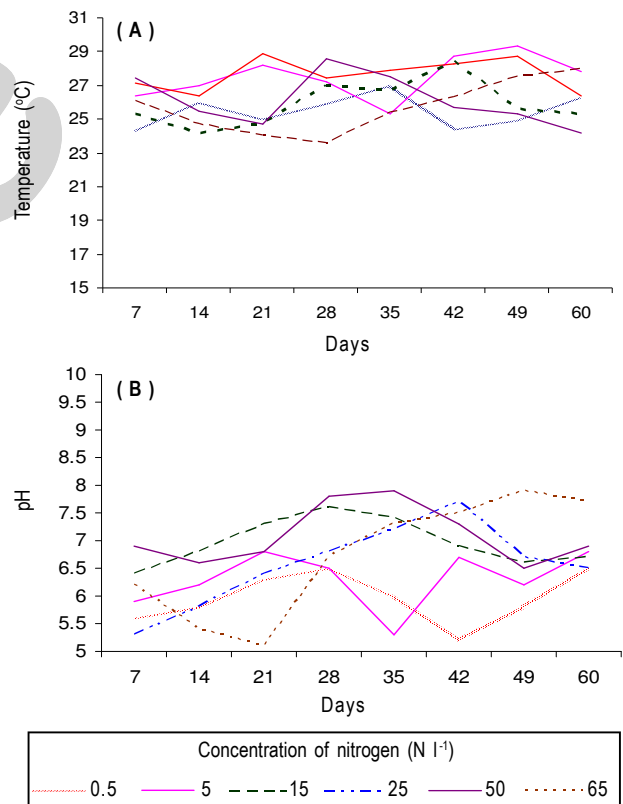 ( A )
Temperature (ºC)
31
29
27
25
23
21
19
17
15
7 14 21 28 35 42 49 60
Days
( B )
pH
10
9.5
9
8.5
8
7.5
7
6.5
6
5.5
5
7 14 21 28 35 42 49 60
Days
Concentration of nitrogen (N l⁻¹)
0.5 5 15 25 50 65